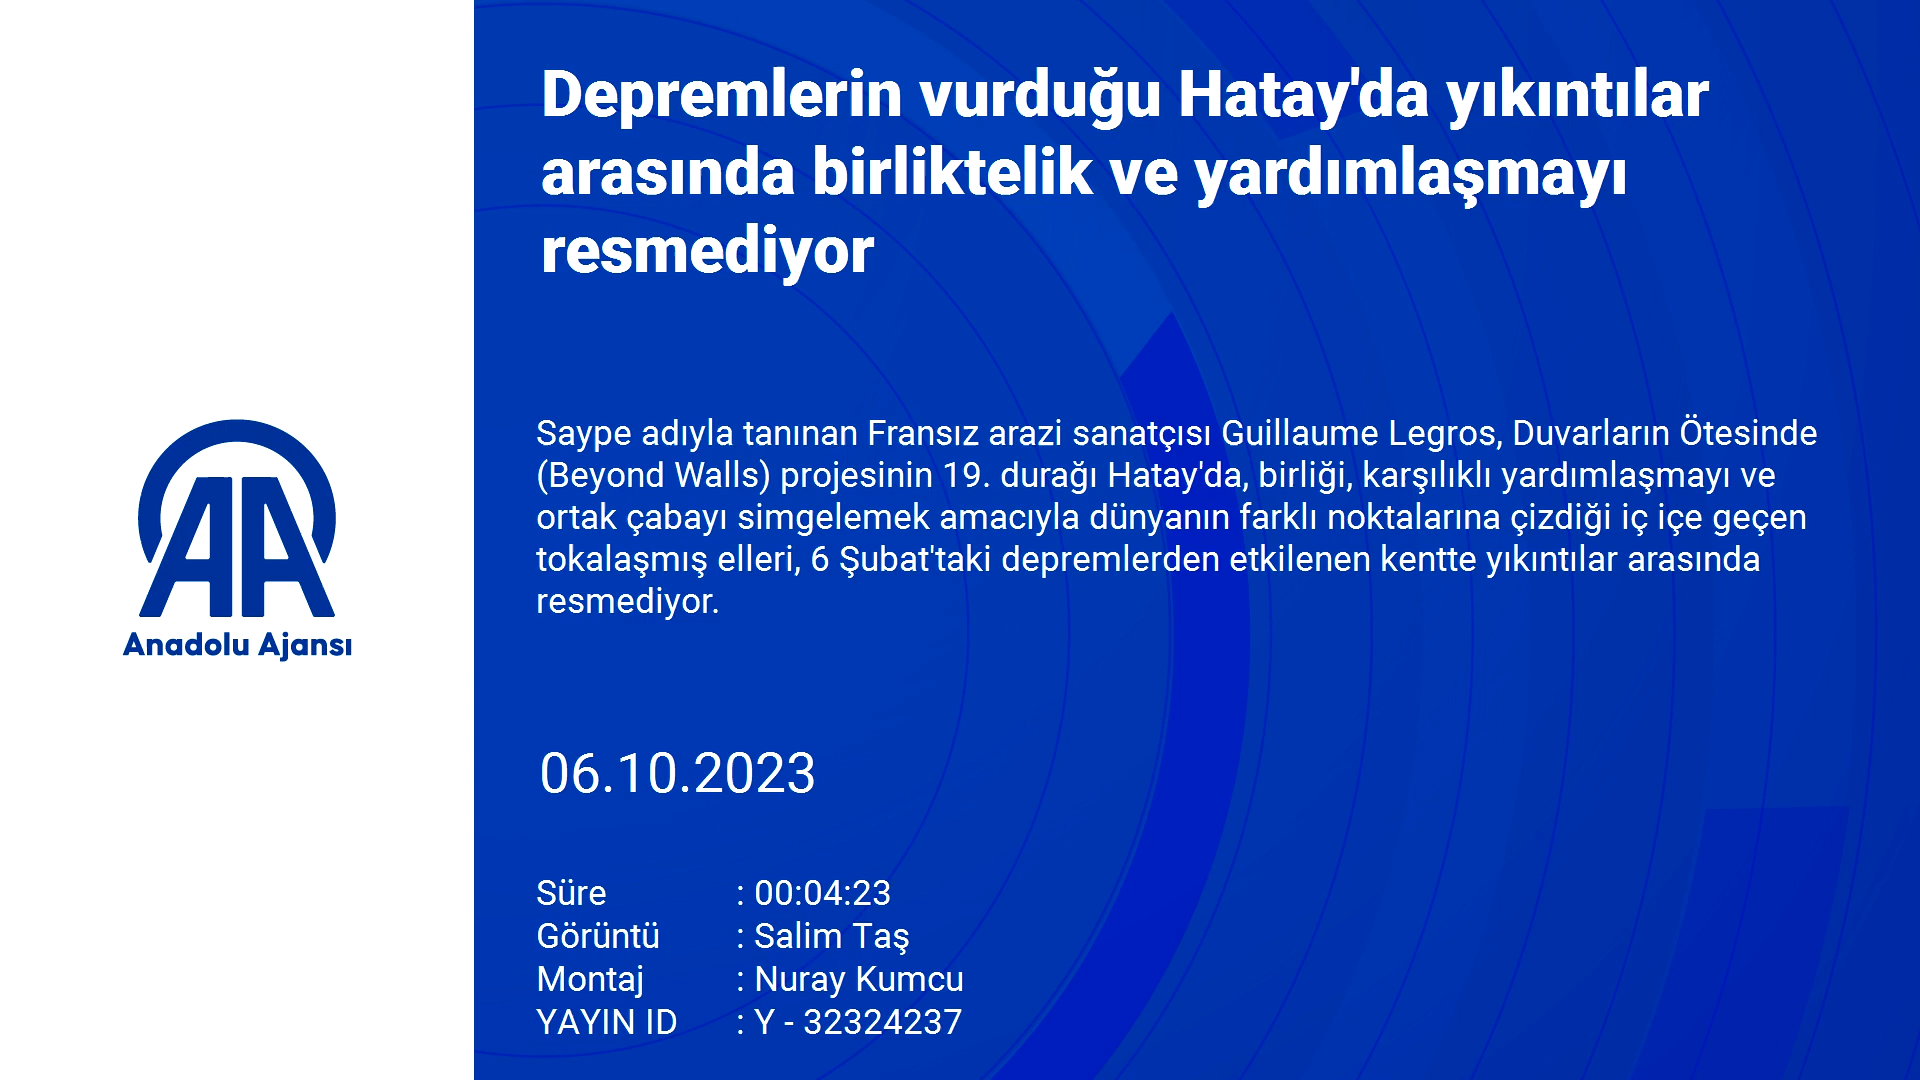 Depremlerin vurduğu Hatay'da yıkıntılar
arasında birliktelik ve yardımlaşmayı
resmediyor
AA
Anadolu Ajansı
Saype adıyla tanınan Fransız arazi sanatçısı Guillaume Legros, Duvarların Ötesinde
(Beyond Walls) projesinin 19. durağı Hatay'da, birliği, karşılıklı yardımlaşmayı ve
ortak çabayı simgelemek amacıyla dünyanın farklı noktalarına çizdiği iç içe geçen
tokalaşmış elleri, 6 Şubat'taki depremlerden etkilenen kentte yıkıntılar arasında
resmediyor.
06.10.2023
Süre : 00:04:23
Görüntü : Salim Taş
Montaj : Nuray Kumcu
YAYIN ID : Y - 32324237